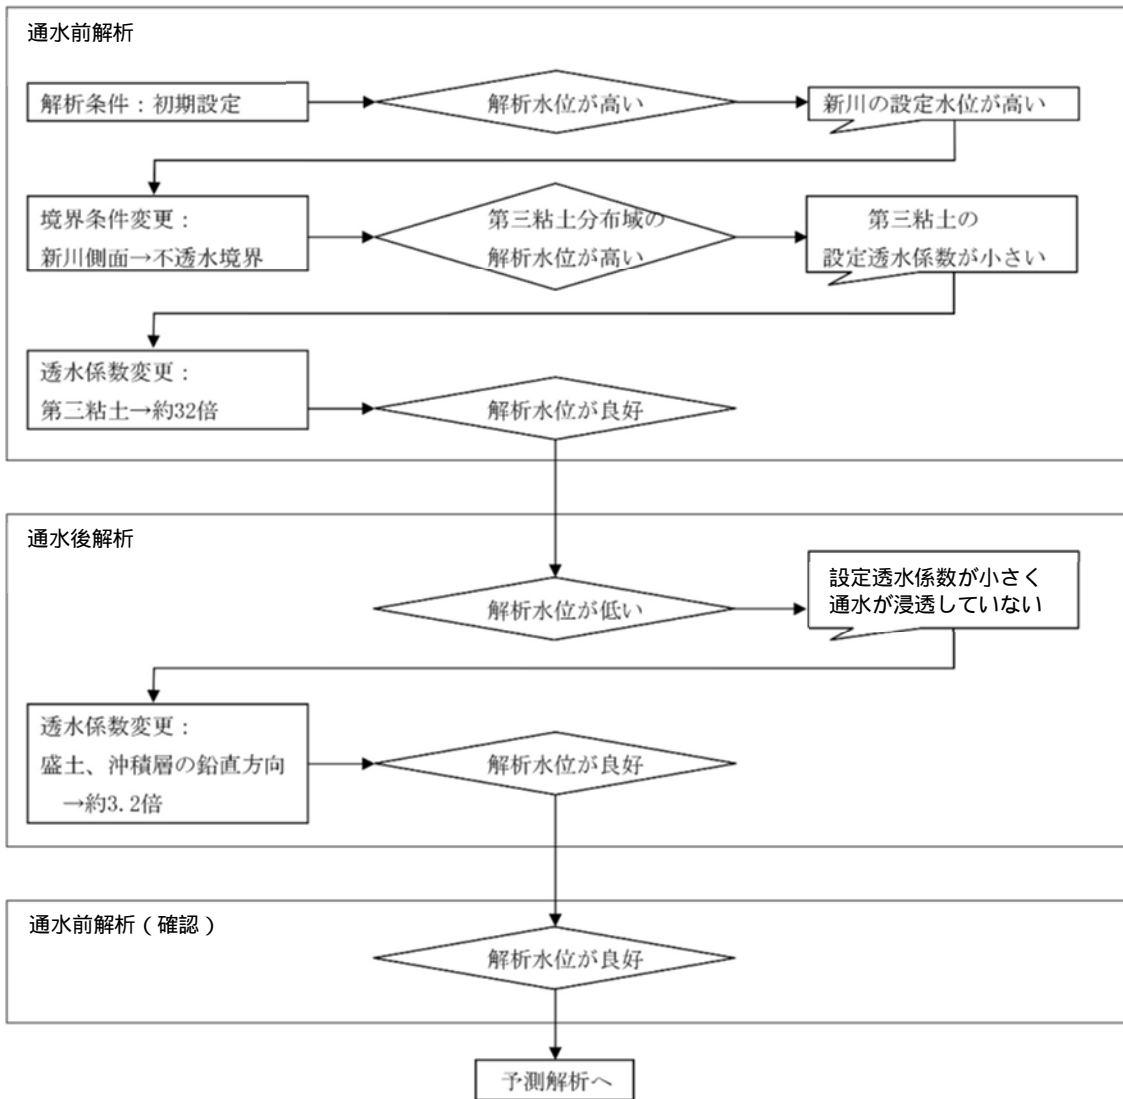 通水前解析
解析条件：初期設定
解析水位が高い
新川の設定水位が高い
境界条件変更：
新川側面→不透水境界
第三粘土分布域の
解析水位が高い
第三粘土の
設定透水係数が小さい
透水係数変更：
第三粘土→約32倍
解析水位が良好
通水後解析
解析水位が低い
設定透水係数が小さく
通水が浸透していない
透水係数変更：
盛土、沖積層の鉛直方向
→約3.2倍
解析水位が良好
通水前解析（確認）
解析水位が良好
予測解析へ